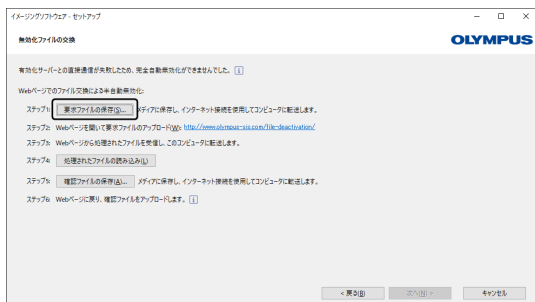 イメージングソフトウェア - セットアップ
無効化ファイルの交換
OLYMPUS
有効化サーバーとの直接通信が失敗したため、完全自動無効化ができませんでした。 i
Webページでのファイル交換による半自動無効化:
ステップ1: 要求ファイルの保存(S)... メディアに保存し、インターネット接続を使用してコンピュータに転送します。
ステップ2: Webページを開いて要求ファイルのアップロード(W): http://www.olympus-sis.com/file-deactivation/
ステップ3: Webページから処理されたファイルを受信し、このコンピュータに転送します。
ステップ4: 処理されたファイルの読み込み(L)
ステップ5: 確認ファイルの保存(A)... メディアに保存し、インターネット接続を使用してコンピュータに転送します。
ステップ6: Webページに戻り、確認ファイルをアップロードします。 i
< 戻る(B) 次へ(N) > キャンセル